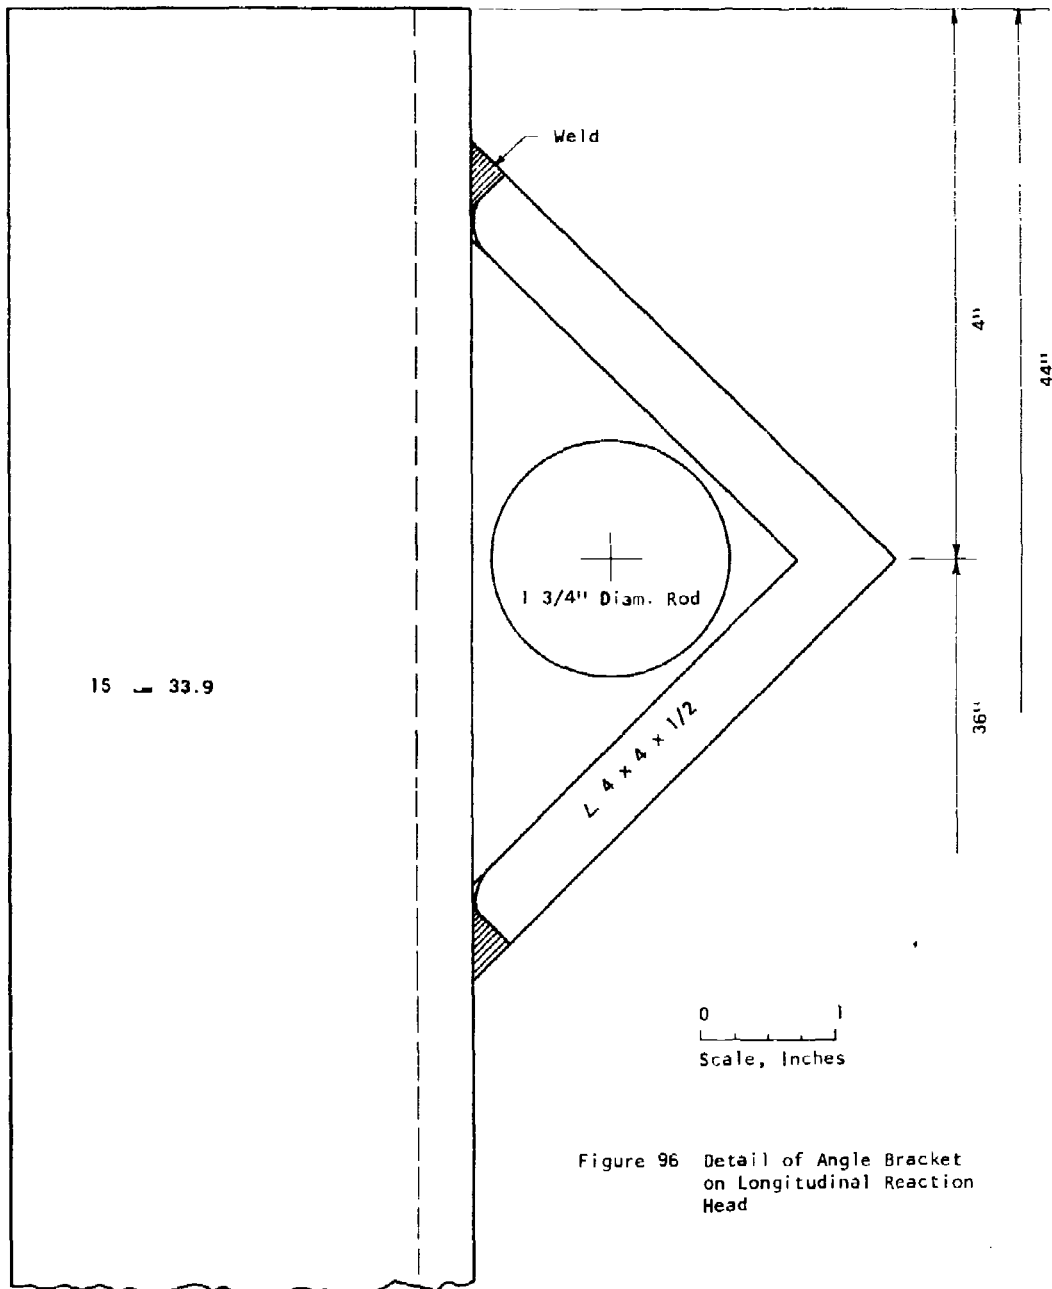 Weld
4"
44"
1 3/4" Diam. Rod
15 ⌴ 33.9
36"
L 4 × 4 × 1/2
0 1
Scale, Inches
Figure 96 Detail of Angle Bracket
on Longitudinal Reaction
Head